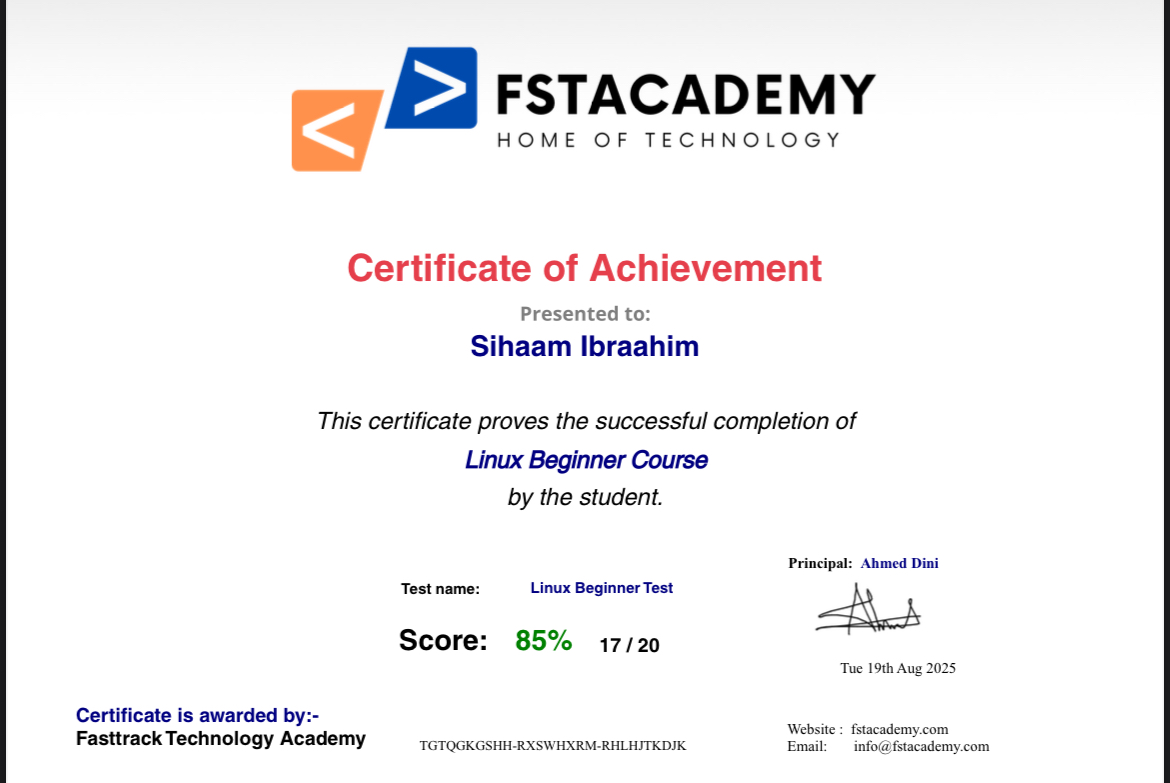 < > FSTACADEMY
HOME OF TECHNOLOGY
Certificate of Achievement
Presented to:
Sihaam Ibraahim
This certificate proves the successful completion of
Linux Beginner Course
by the student.
Principal: Ahmed Dini
Test name: Linux Beginner Test
Score: 85% 17 / 20
Tue 19th Aug 2025
Certificate is awarded by:-
Fasttrack Technology Academy
TGTQGKGSHH-RXSWHXRM-RHLHJTKDJK
Website : fstacademy.com
Email: info@fstacademy.com